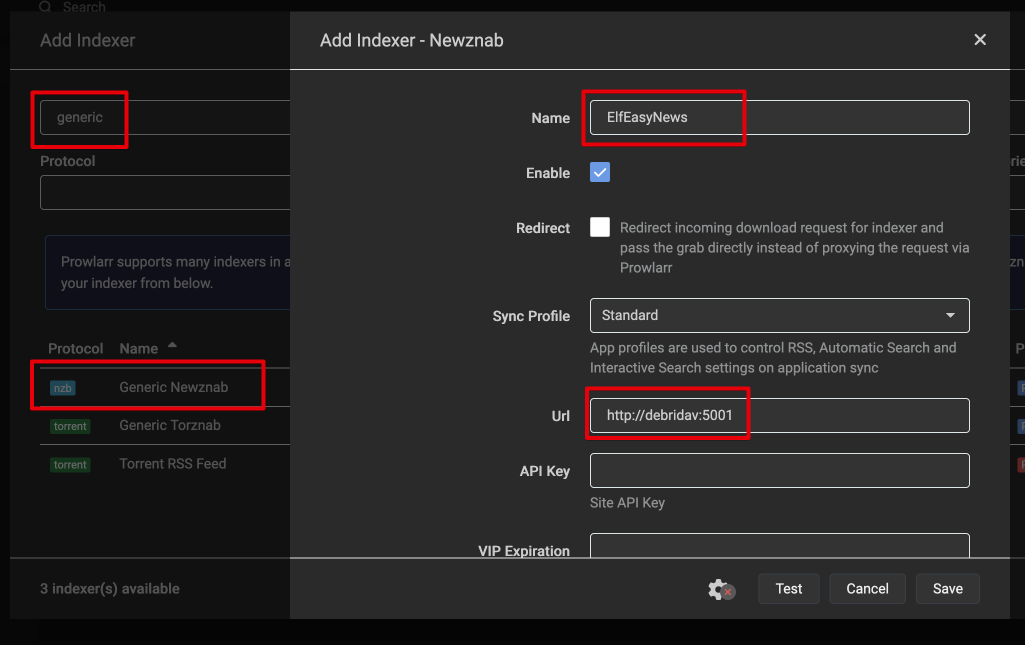 Search
Add Indexer
generic
Protocol
Prowlarr supports many indexers in a
your indexer from below.
Protocol Name
nzb Generic Newznab
torrent Generic Torznab
torrent Torrent RSS Feed
3 indexer(s) available
Add Indexer - Newznab
Name ElfEasyNews
Enable
Redirect Redirect incoming download request for indexer and
pass the grab directly instead of proxying the request via
Prowlarr
Sync Profile Standard
App profiles are used to control RSS, Automatic Search and
Interactive Search settings on application sync
Url http://debridav:5001
API Key
Site API Key
VIP Expiration
Test Cancel Save